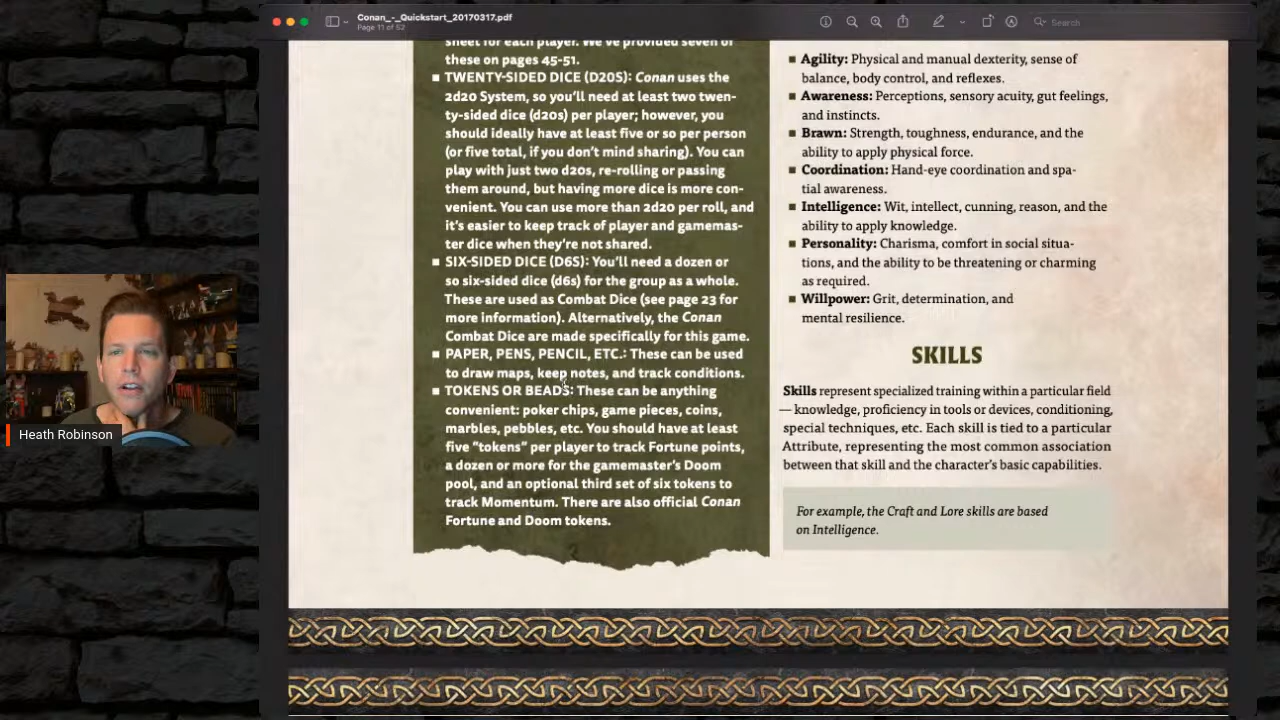 Conan_-_Quickstart_20170317.pdf
Page 11 of 52
Search
sheet for each player. We've provided seven of
these on pages 45-51.
■ TWENTY-SIDED DICE (D20S): Conan uses the
2d20 System, so you'll need at least two twen-
ty-sided dice (d20s) per player; however, you
should ideally have at least five or so per person
(or five total, if you don't mind sharing). You can
play with just two d20s, re-rolling or passing
them around, but having more dice is more con-
venient. You can use more than 2d20 per roll, and
it's easier to keep track of player and gamemas-
ter dice when they're not shared.
■ SIX-SIDED DICE (D6S): You'll need a dozen or
so six-sided dice (d6s) for the group as a whole.
These are used as Combat Dice (see page 23 for
more information). Alternatively, the Conan
Combat Dice are made specifically for this game.
■ PAPER, PENS, PENCIL, ETC.: These can be used
to draw maps, keep notes, and track conditions.
■ TOKENS OR BEADS: These can be anything
convenient: poker chips, game pieces, coins,
marbles, pebbles, etc. You should have at least
five "tokens" per player to track Fortune points,
a dozen or more for the gamemaster's Doom
pool, and an optional third set of six tokens to
track Momentum. There are also official Conan
Fortune and Doom tokens.
■ Agility: Physical and manual dexterity, sense of
balance, body control, and reflexes.
■ Awareness: Perceptions, sensory acuity, gut feelings,
and instincts.
■ Brawn: Strength, toughness, endurance, and the
ability to apply physical force.
■ Coordination: Hand-eye coordination and spa-
tial awareness.
■ Intelligence: Wit, intellect, cunning, reason, and the
ability to apply knowledge.
■ Personality: Charisma, comfort in social situa-
tions, and the ability to be threatening or charming
as required.
■ Willpower: Grit, determination, and
mental resilience.
SKILLS
Skills represent specialized training within a particular field
— knowledge, proficiency in tools or devices, conditioning,
special techniques, etc. Each skill is tied to a particular
Attribute, representing the most common association
between that skill and the character's basic capabilities.
For example, the Craft and Lore skills are based
on Intelligence.
Heath Robinson